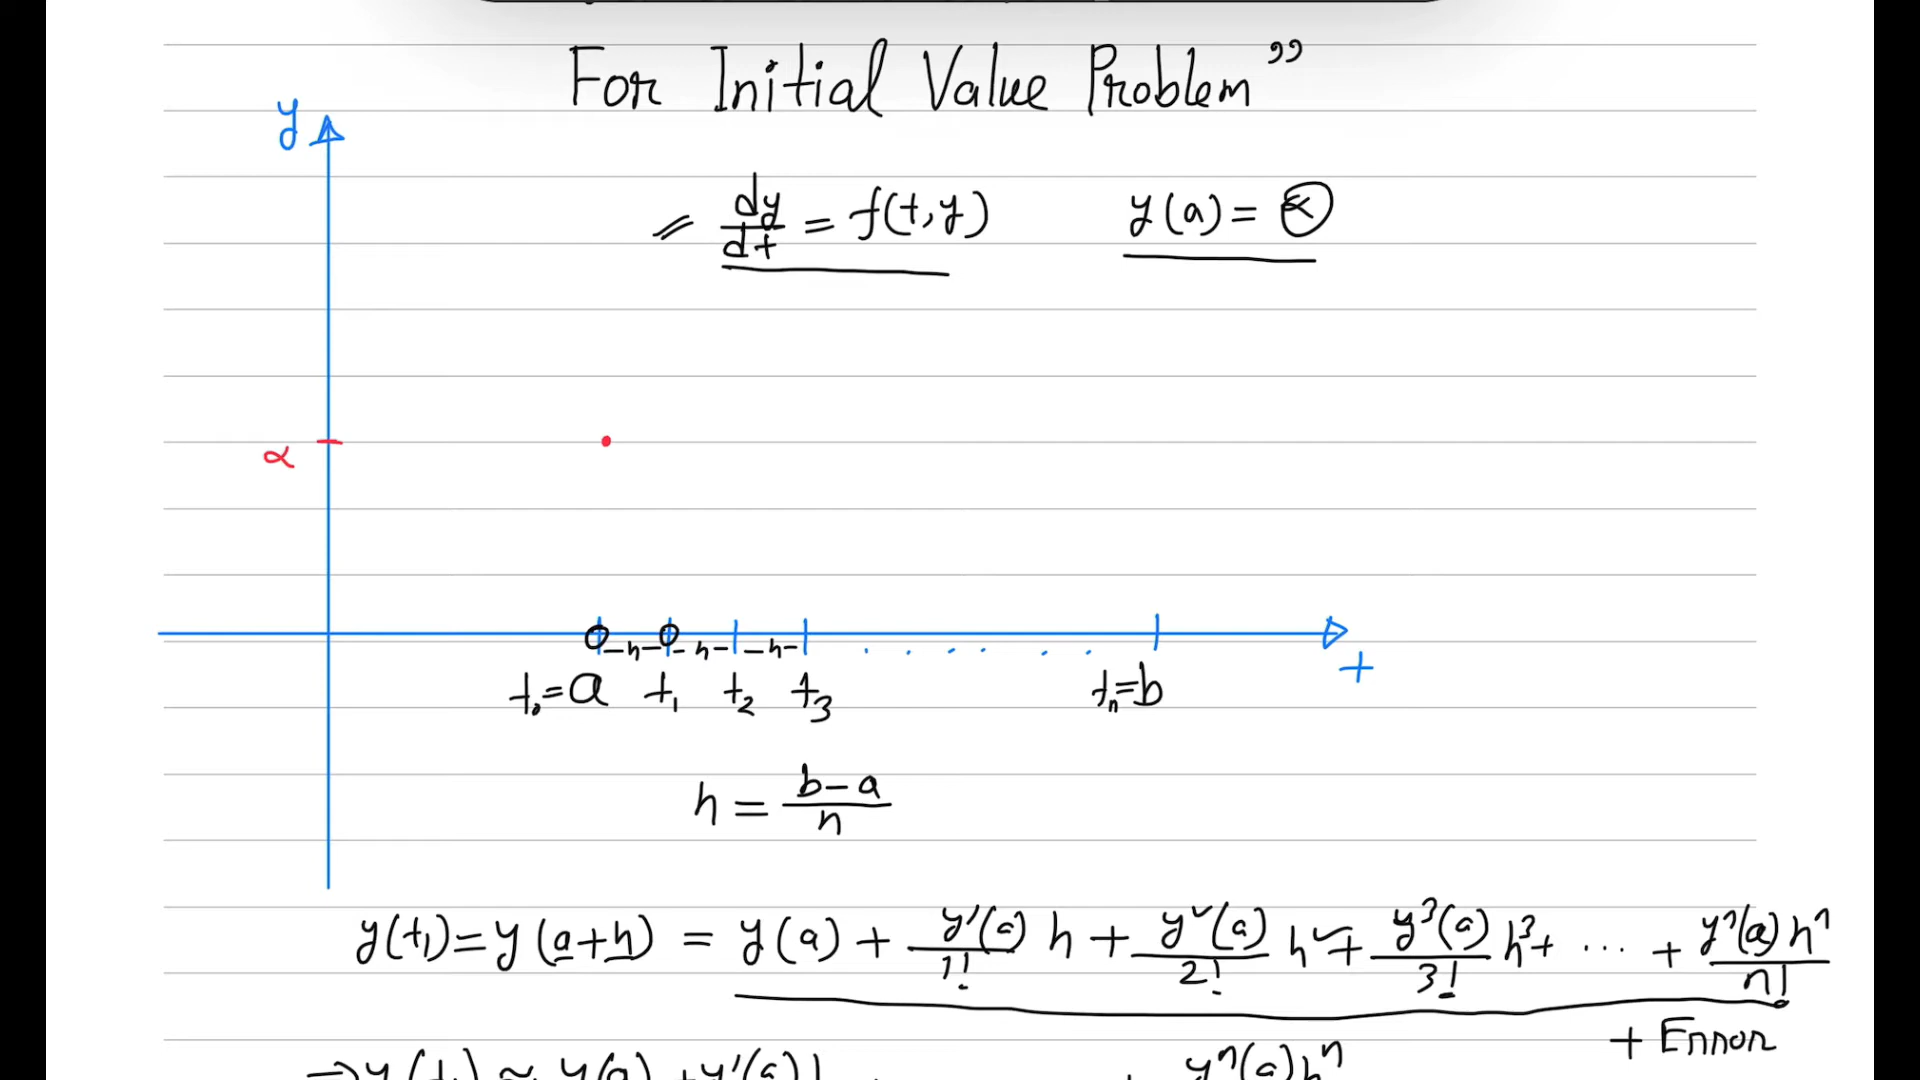 For Initial Value Problem”
y
dy/dt = f(t,y) y(a) = α
α
-h- -h- -h-
t₀=a t₁ t₂ t₃ tₙ=b t
h = (b-a)/n
y(t₁)=y(a+h) = y(a) + y'(a)/1! h + y²(a)/2! h² + y³(a)/3! h³ + ... + yⁿ(a)hⁿ/n!
+ Error